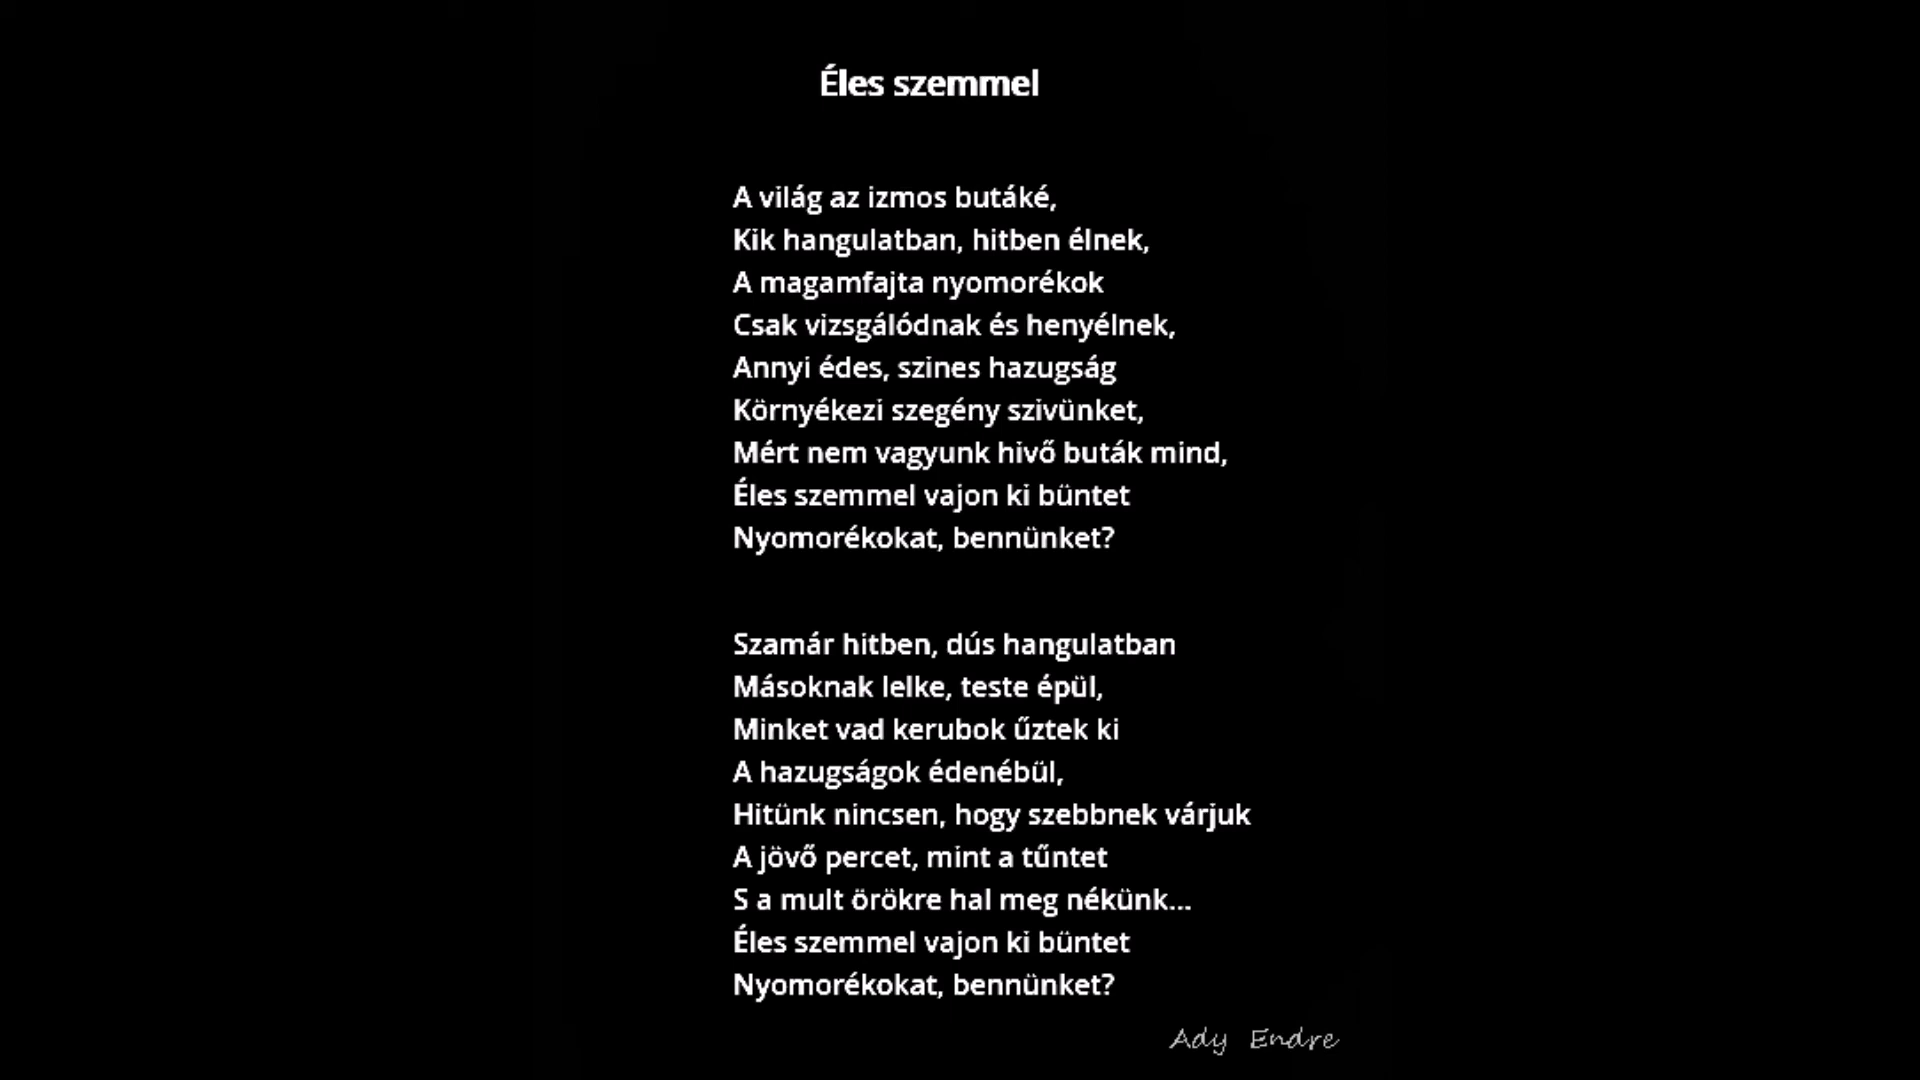 Éles szemmel
A világ az izmos butáké,
Kik hangulatban, hitben élnek,
A magamfajta nyomorékok
Csak vizsgálódnak és henyélnek,
Annyi édes, szines hazugság
Környékezi szegény szivünket,
Mért nem vagyunk hivő buták mind,
Éles szemmel vajon ki büntet
Nyomorékokat, bennünket?
Szamár hitben, dús hangulatban
Másoknak lelke, teste épül,
Minket vad kerubok űztek ki
A hazugságok édenébül,
Hitünk nincsen, hogy szebbnek várjuk
A jövő percet, mint a tűntet
S a mult örökre hal meg nékünk...
Éles szemmel vajon ki büntet
Nyomorékokat, bennünket?
Ady Endre